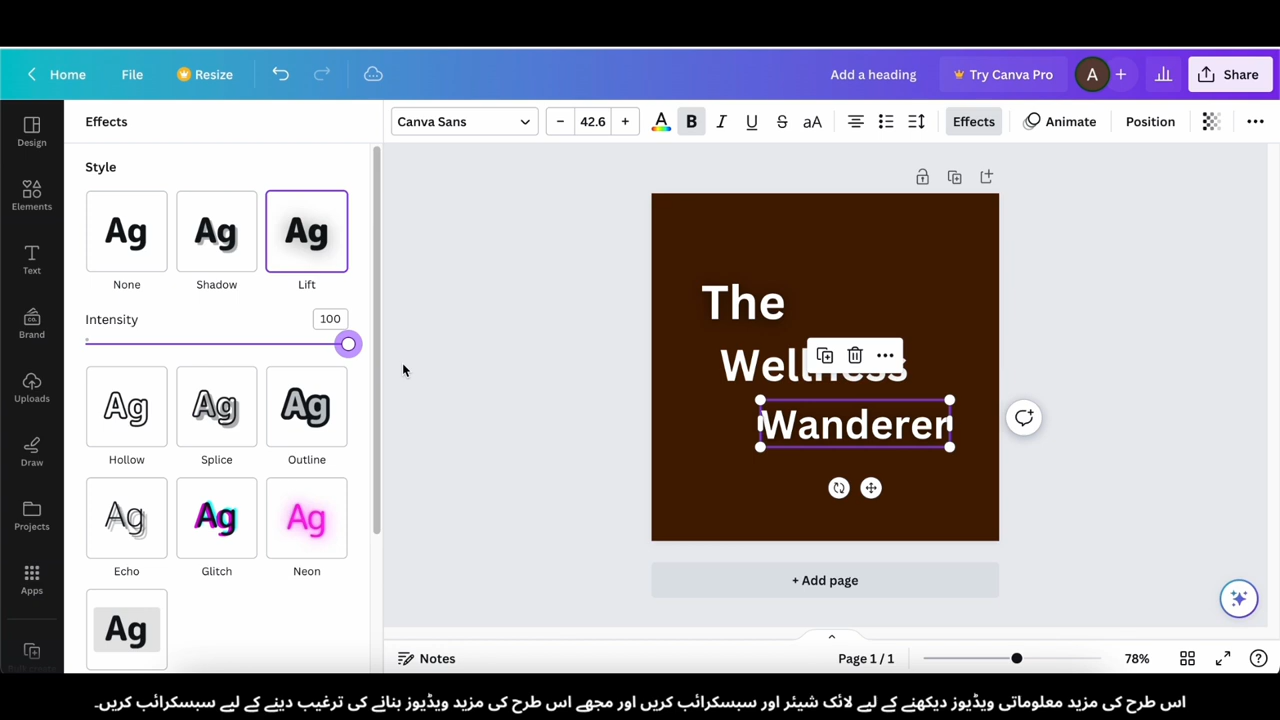 Home File Resize Add a heading Try Canva Pro A Share
Effects Canva Sans 42.6 A B I U S aA Effects Animate Position
Design
Style
Elements
Ag Ag Ag
None Shadow Lift
Text
Intensity 100
Brand
Uploads
Ag Ag Ag
Hollow Splice Outline
Draw
Projects
Ag Ag Ag
Echo Glitch Neon
Apps
Ag
The
Wellness
Wanderer
+ Add page
Notes Page 1 / 1 78%
اس طرح کی مزید معلوماتی ویڈیوز دیکھنے کے لیے لائک شیئر اور سبسکرائب کریں اور مجھے اس طرح کی مزید ویڈیوز بنانے کی ترغیب دینے کے لیے سبسکرائب کریں۔